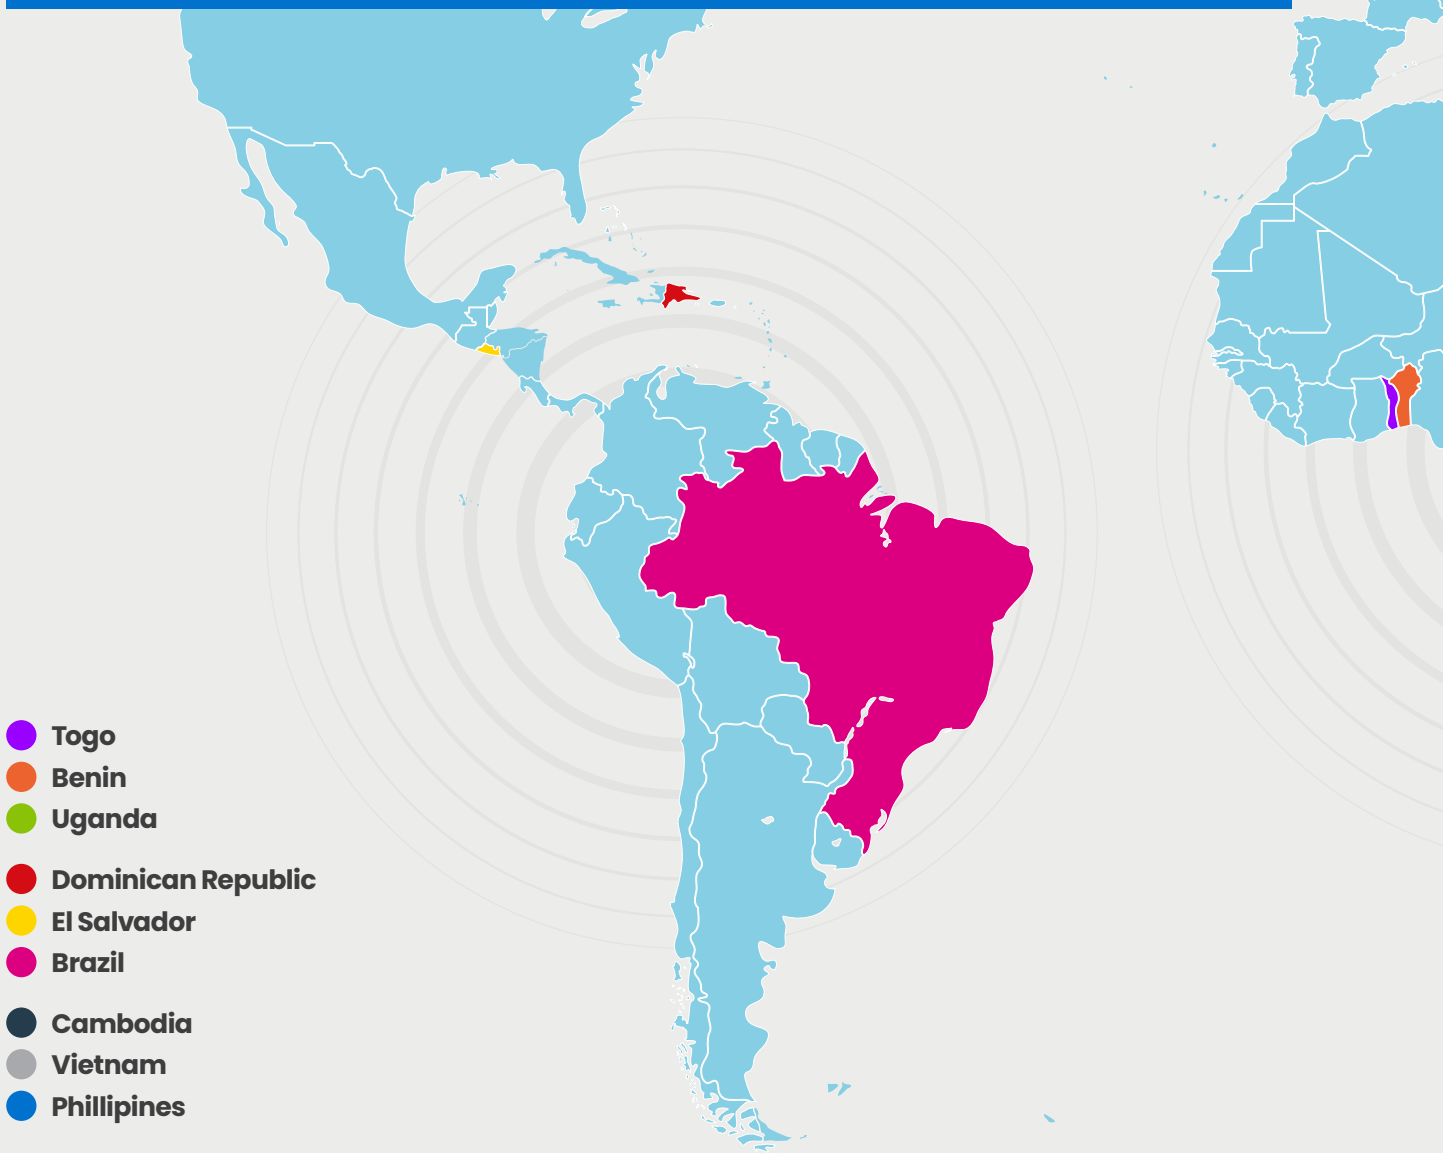 Togo
Benin
Uganda
Dominican Republic
El Salvador
Brazil
Cambodia
Vietnam
Phillipines